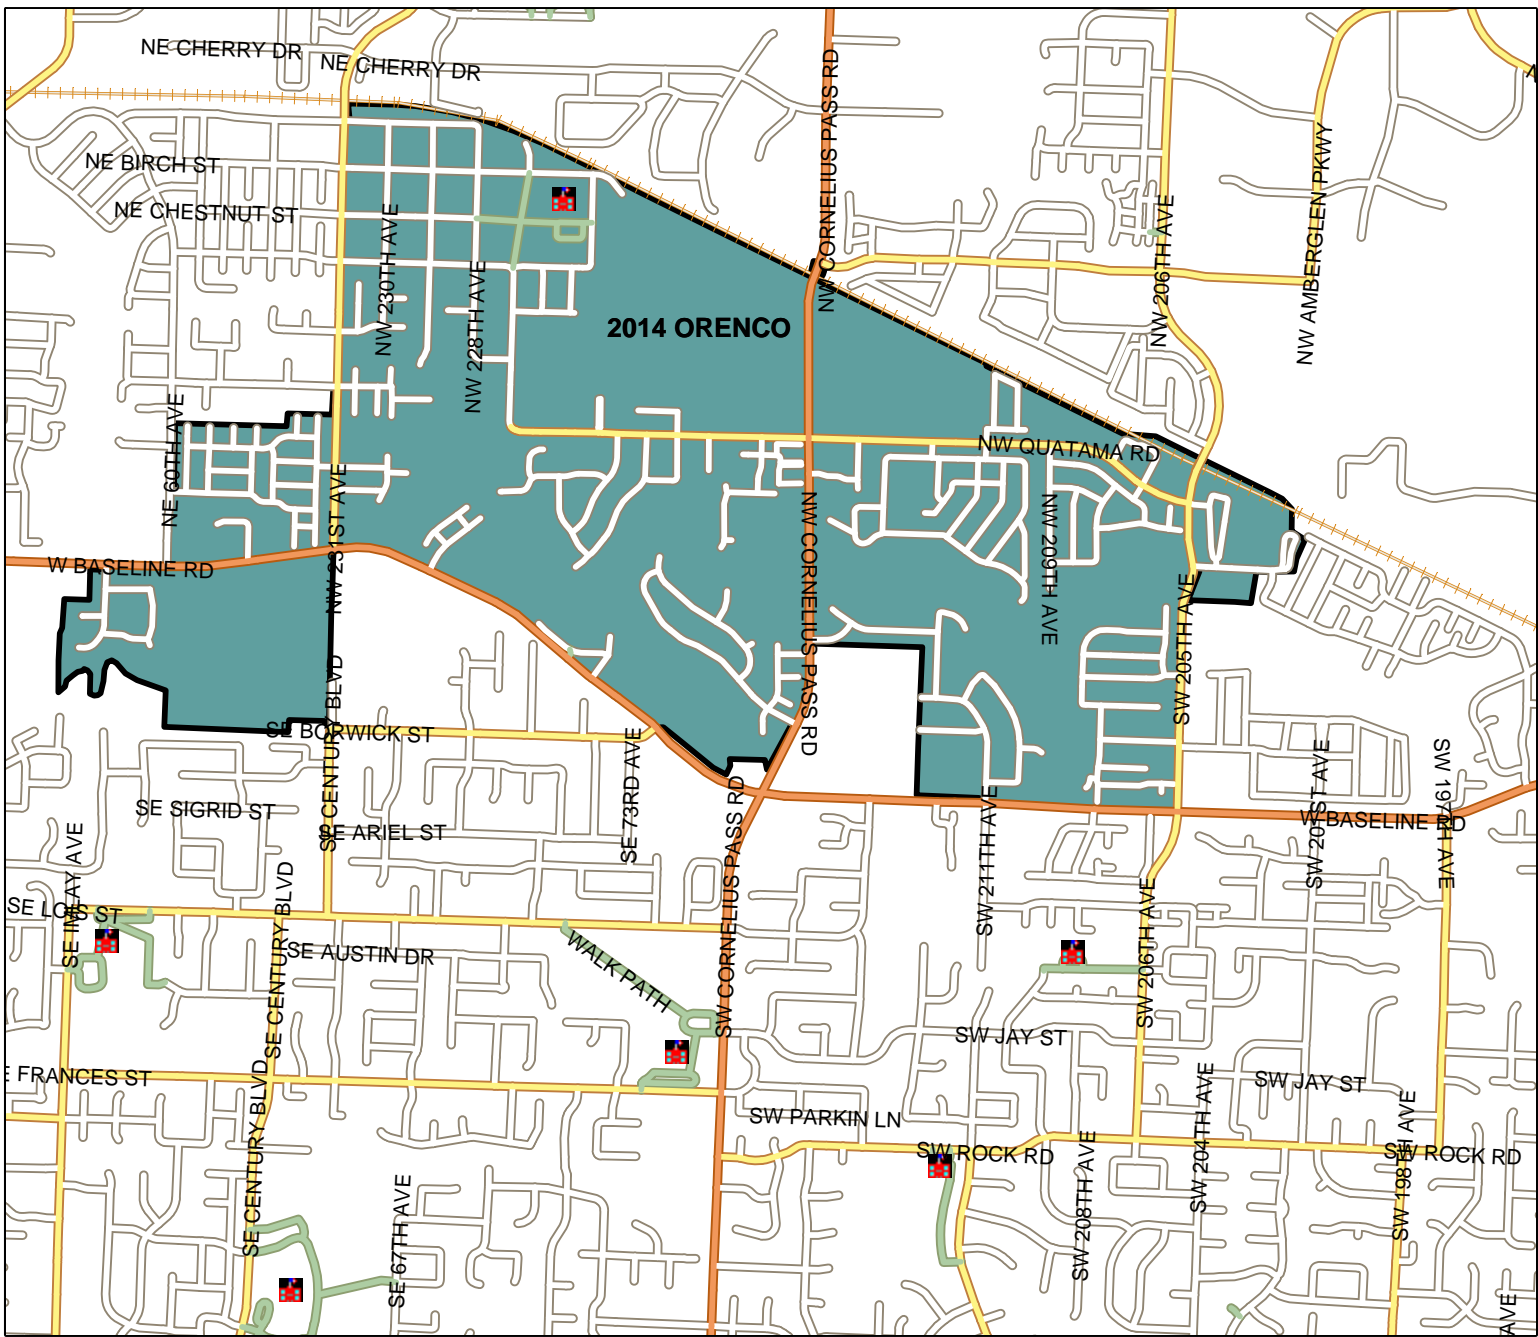 NE CHERRY DR
NE CHERRY DR
NW CORNELIUS PASS RD
NW AMBERGLEN PKWY
A
NE BIRCH ST
NE CHESTNUT ST
NW 230TH AVE
NW 228TH AVE
NW 206TH AVE
2014 ORENCO
NE 60TH AVE
NW 231ST AVE
NW QUATAMA RD
NW CORNELIUS PASS RD
NW 209TH AVE
W BASELINE RD
SW 205TH AVE
SE BORWICK ST
SE CENTURY BLVD
SE 73RD AVE
SE SIGRID ST
SE ARIEL ST
SW CORNELIUS PASS RD
SW 211TH AVE
SW 201ST AVE
SW 197TH AVE
W BASELINE RD
SE IMLAY AVE
SE LOIS ST
SE CENTURY BLVD
SE AUSTIN DR
WALK PATH
SW 206TH AVE
SW JAY ST
E FRANCES ST
SW JAY ST
SE CENTURY BLVD
SW PARKIN LN
SW ROCK RD
SW 208TH AVE
SW 204TH AVE
SW 198TH AVE
SW ROCK RD
SE 67TH AVE
AVE